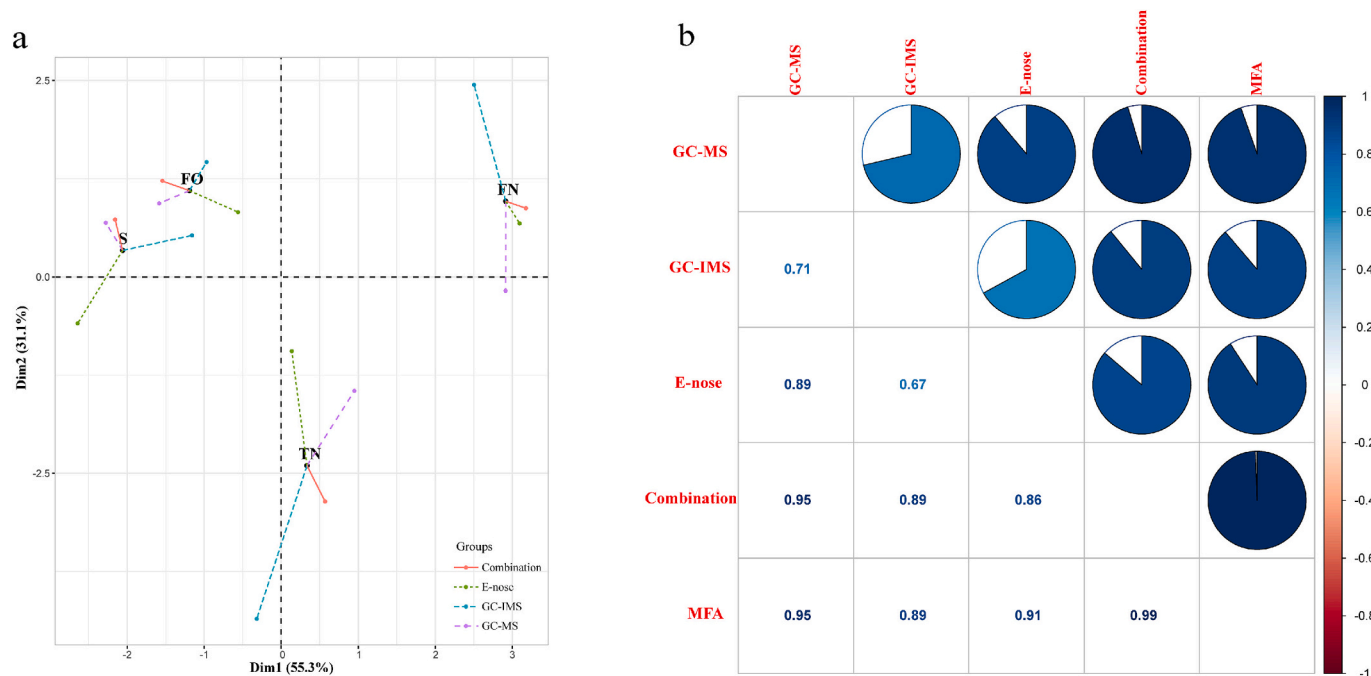 a
2.5
0.0
-2.5
Dim2 (31.1%)
FO
S
FN
TN
Groups
Combination
E-nose
GC-IMS
GC-MS
-2
-1
0
1
2
3
Dim1 (55.3%)
b
GC-MS
GC-IMS
E-nose
Combination
MFA
GC-MS
GC-IMS
0.71
E-nose
0.89
0.67
Combination
0.95
0.89
0.86
MFA
0.95
0.89
0.91
0.99
1
0.8
0.6
0.4
0.2
0
-0.2
-0.4
-0.6
-0.8
-1